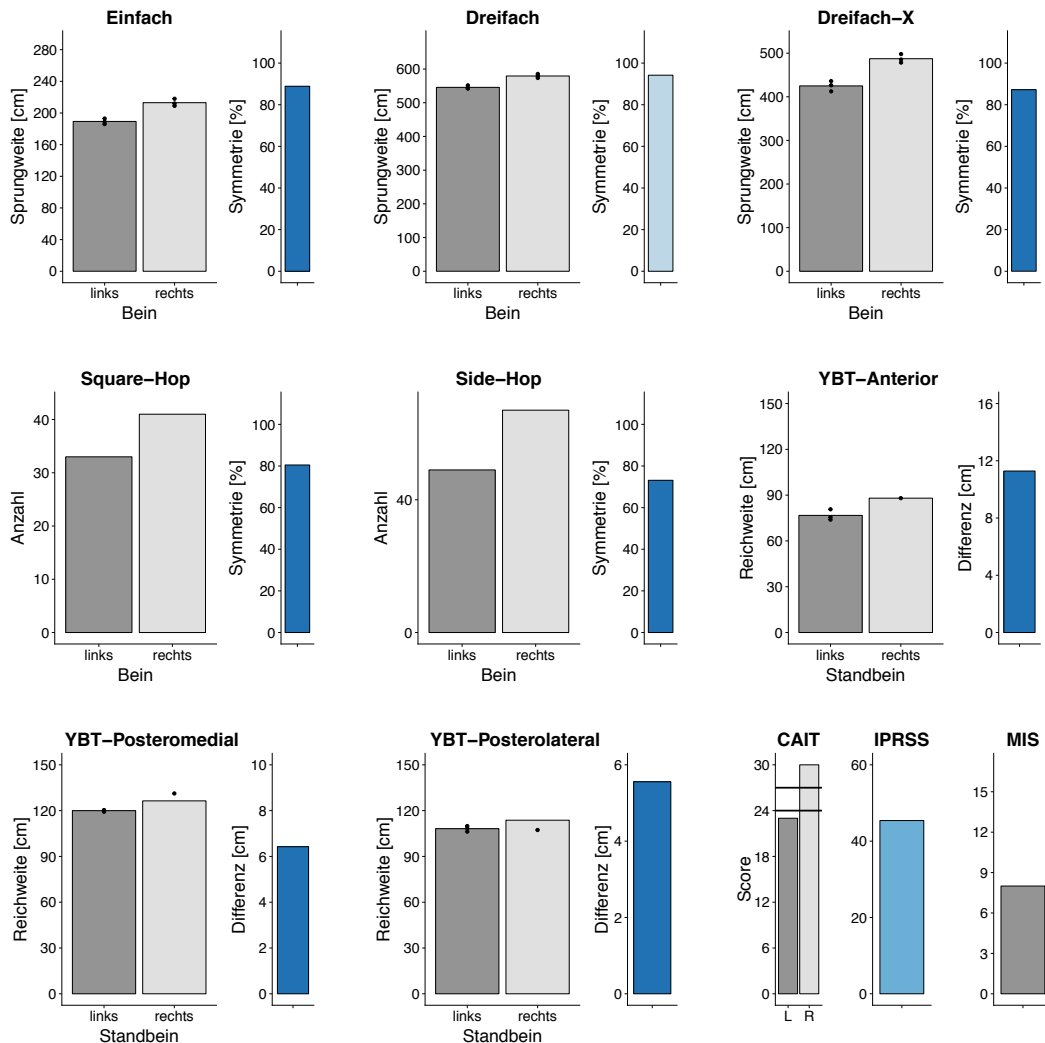 Einfach
Sprungweite [cm]
280
240
200
160
120
80
40
0
links rechts
Bein
Symmetrie [%]
100
80
60
40
20
0
Dreifach
Sprungweite [cm]
600
500
400
300
200
100
0
links rechts
Bein
Symmetrie [%]
100
80
60
40
20
0
Dreifach–X
Sprungweite [cm]
500
400
300
200
100
0
links rechts
Bein
Symmetrie [%]
100
80
60
40
20
0
Square–Hop
Anzahl
40
30
20
10
0
links rechts
Bein
Symmetrie [%]
100
80
60
40
20
0
Side–Hop
Anzahl
40
0
links rechts
Bein
Symmetrie [%]
100
80
60
40
20
0
YBT–Anterior
Reichweite [cm]
150
120
90
60
30
0
links rechts
Standbein
Differenz [cm]
16
12
8
4
0
YBT–Posteromedial
Reichweite [cm]
150
120
90
60
30
0
links rechts
Standbein
Differenz [cm]
10
8
6
4
2
0
YBT–Posterolateral
Reichweite [cm]
150
120
90
60
30
0
links rechts
Standbein
Differenz [cm]
6
4
2
0
CAIT
Score
30
24
18
12
6
0
L R
IPRSS
60
40
20
0
MIS
15
12
9
6
3
0